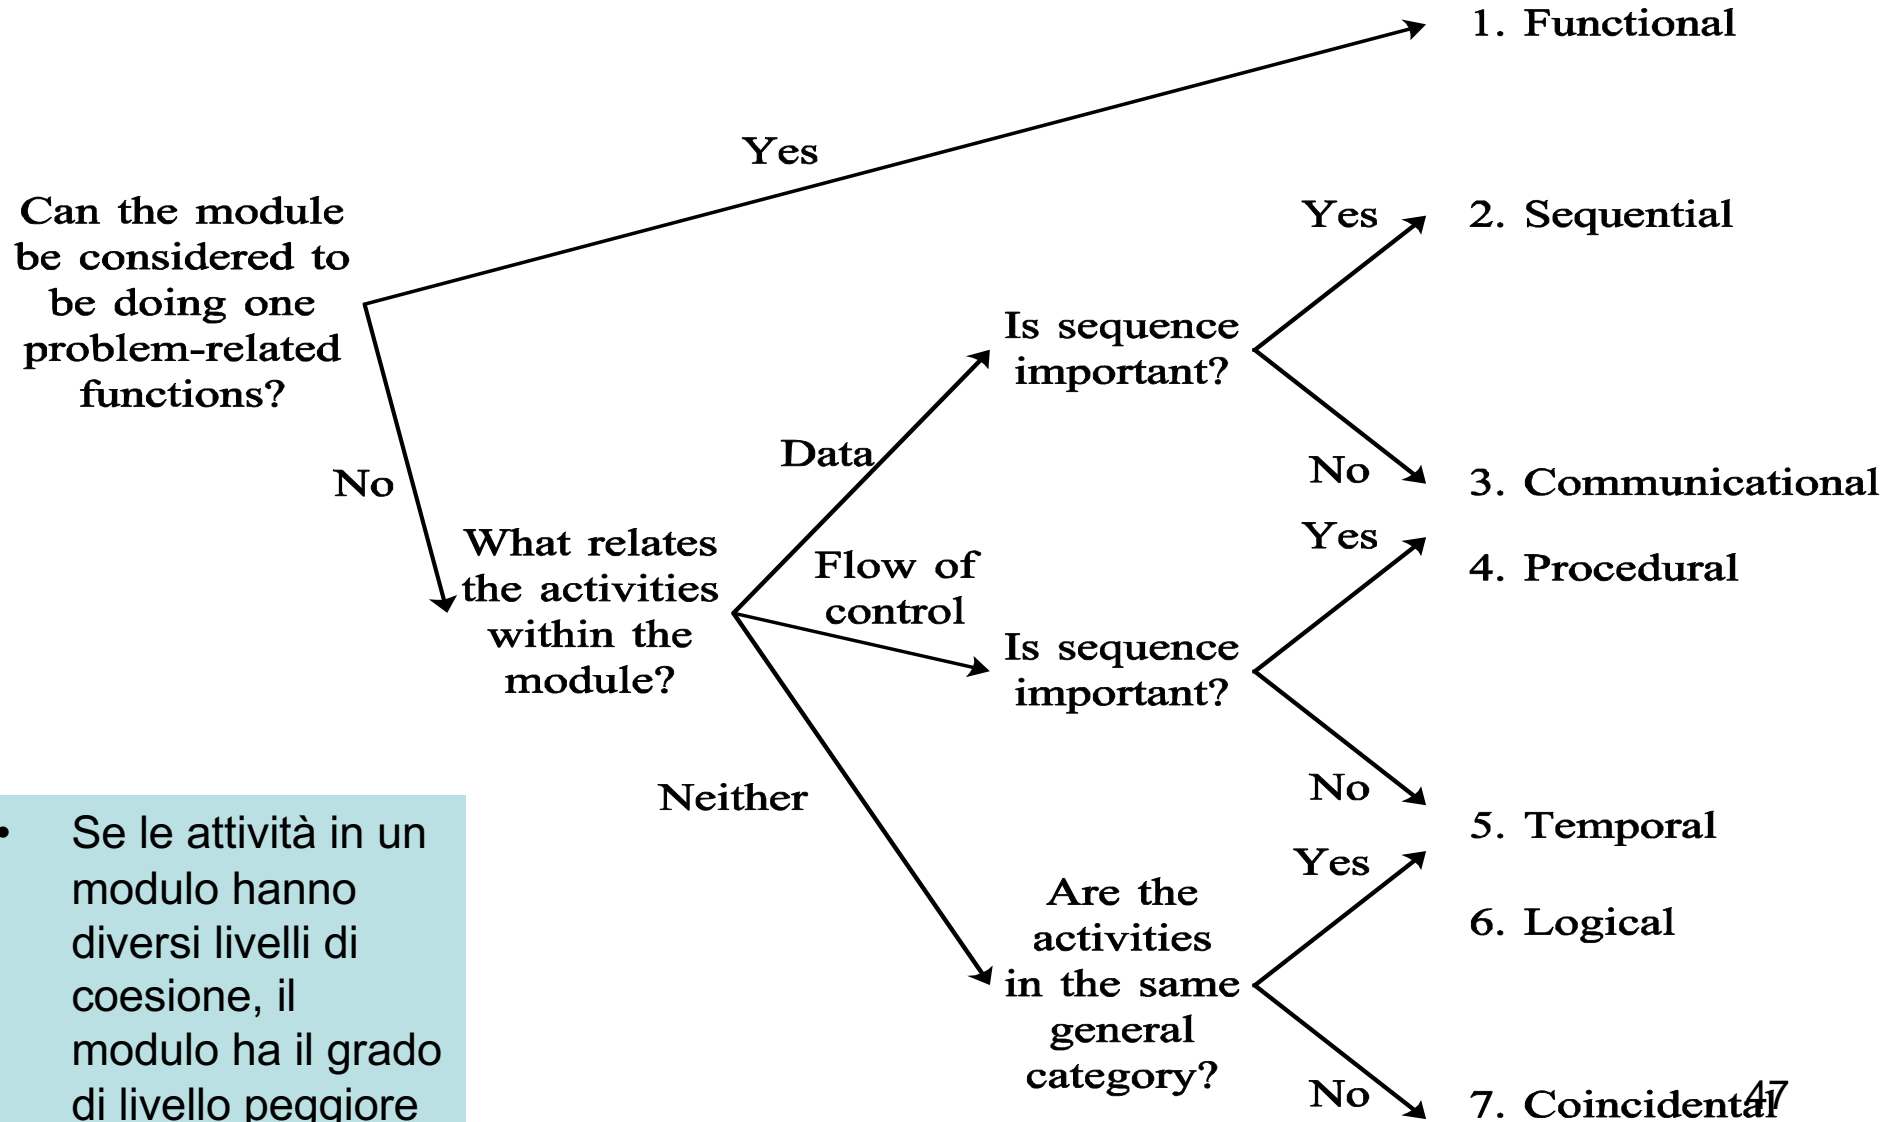 1. Functional
Yes
Can the module
be considered to
be doing one
problem-related
functions?
Yes
2. Sequential
Is sequence
important?
Data
No
No
3. Communicational
What relates
the activities
within the
module?
Flow of
control
Yes
4. Procedural
Is sequence
important?
Neither
No
5. Temporal
Yes
Are the
activities
in the same
general
category?
6. Logical
No
7. Coincidental
• Se le attività in un
modulo hanno
diversi livelli di
coesione, il
modulo ha il grado
di livello peggiore
47